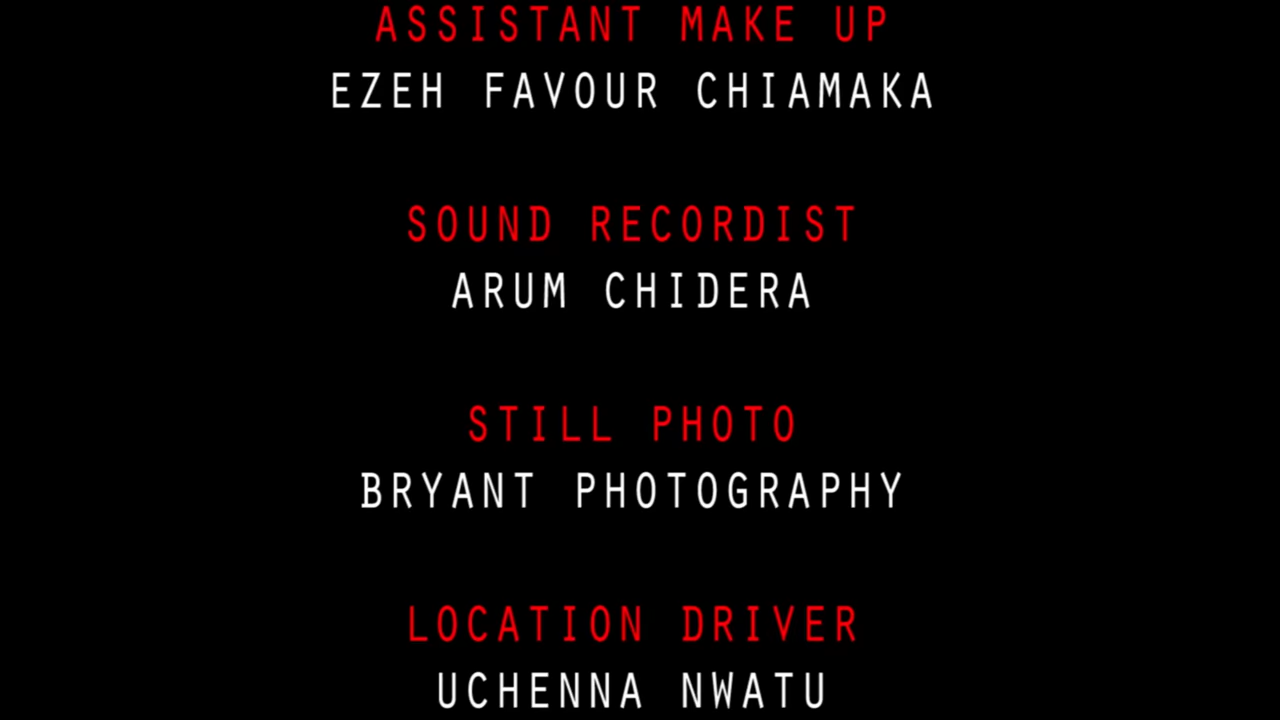 ASSISTANT MAKE UP
EZEH FAVOUR CHIAMAKA
SOUND RECORDIST
ARUM CHIDERA
STILL PHOTO
BRYANT PHOTOGRAPHY
LOCATION DRIVER
UCHENNA NWATU